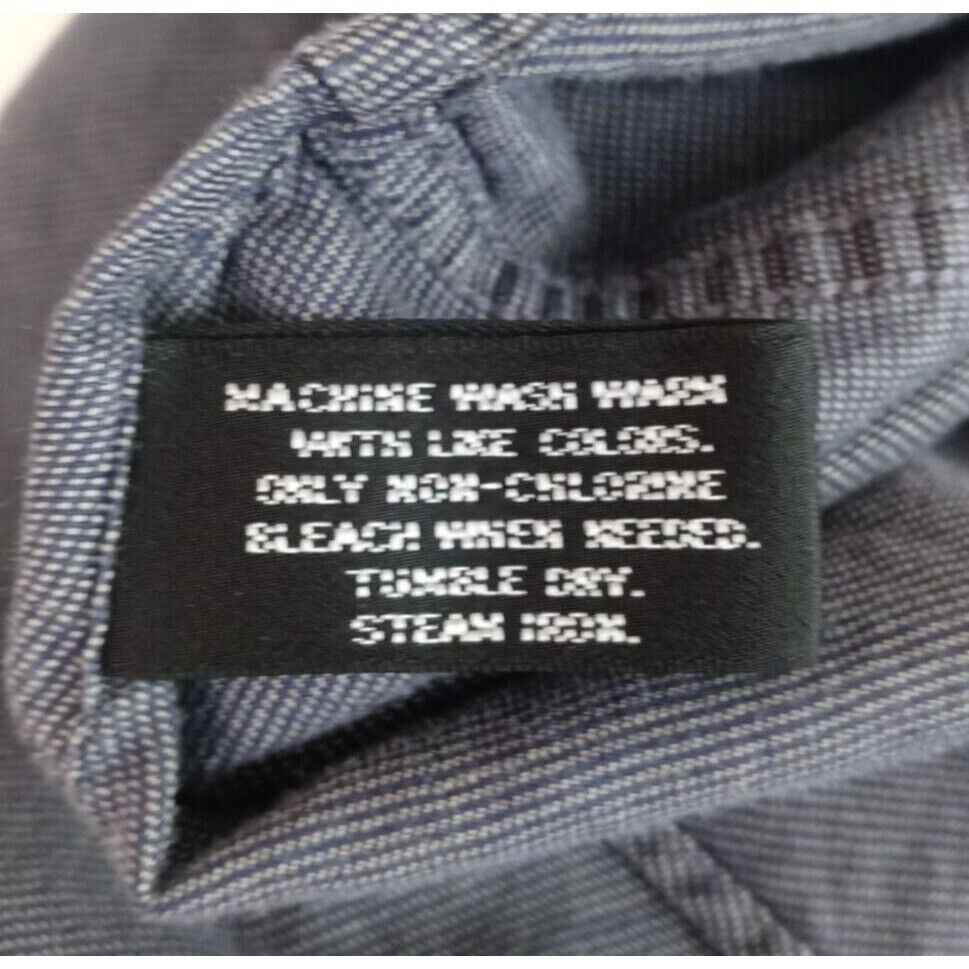 MACHINE WASH WARM
WITH LIKE COLORS.
ONLY NON-CHLORINE
BLEACH WHEN NEEDED.
TUMBLE DRY.
STEAM IRON.